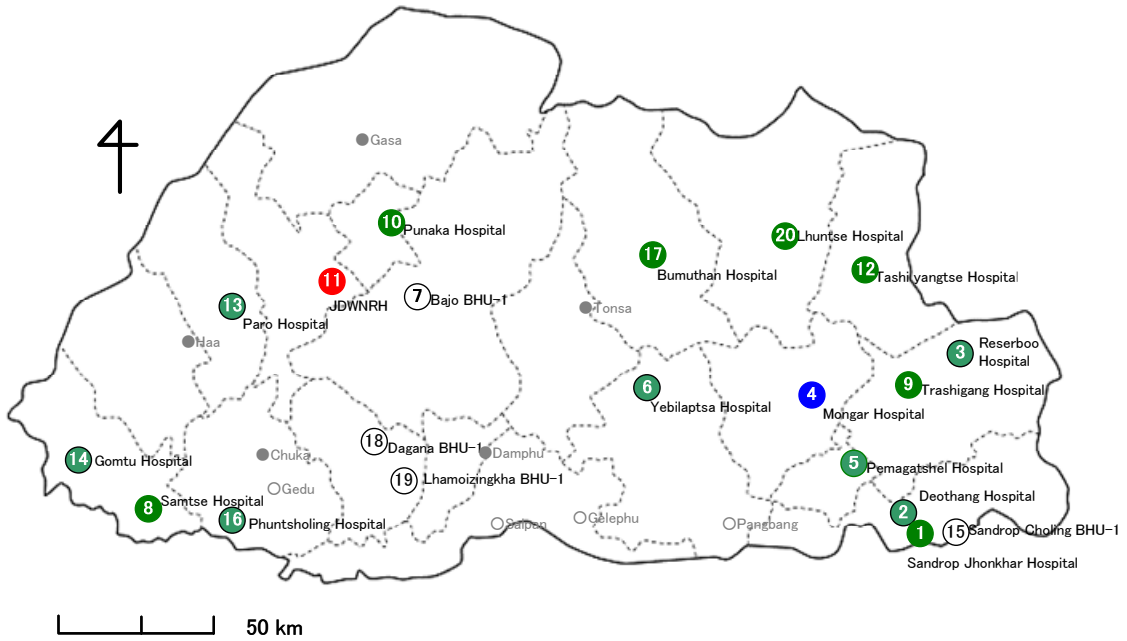 Gasa
10
Punaka Hospital
20
Lhuntse Hospital
17
Bumuthan Hospital
12
Tashi yangtse Hospital
11
JDWNRH
7
Bajo BHU-1
13
Paro Hospital
Tonsa
Haa
3
Reserboo
Hospital
6
Yebilaptsa Hospital
4
Mongar Hospital
9
Trashigang Hospital
14
Gomtu Hospital
Chuka
18
Dagana BHU-1
Damphu
5
Pemagatshel Hospital
19
Lhamoizingkha BHU-1
Gedu
8
Samtse Hospital
16
Phuntsholing Hospital
Saipan
Gelephu
Pangbang
2
Deothang Hospital
1
15
Sandrop Choling BHU-1
Sandrop Jhonkhar Hospital
50 km